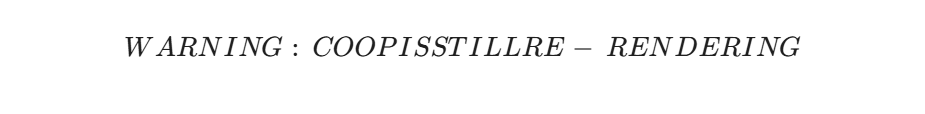 WARNING : COOPISSTILLRE − RENDERING